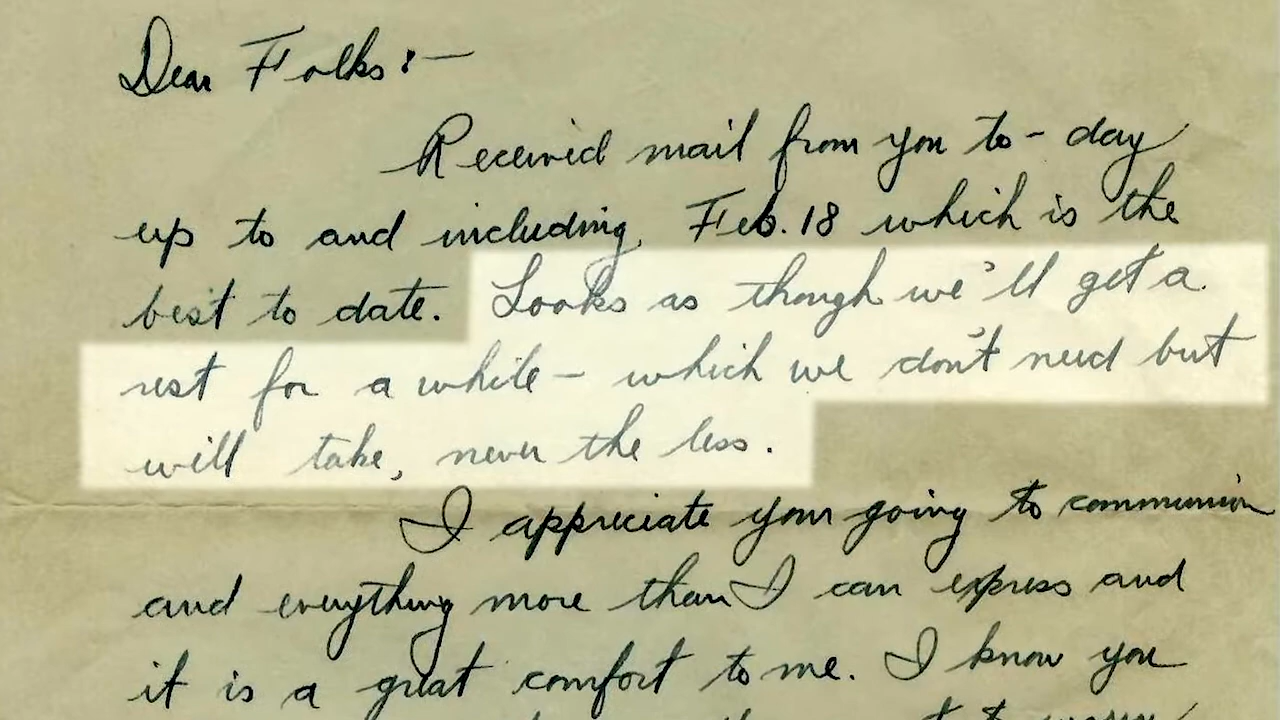 Dear Folks:—
Received mail from you to-day
up to and including, Feb. 18 which is the
best to date. Looks as though we'll get a
rest for a while — which we don't need but
will take, never the less.
I appreciate your going to communion
and everything more than I can express and
it is a great comfort to me. I know you